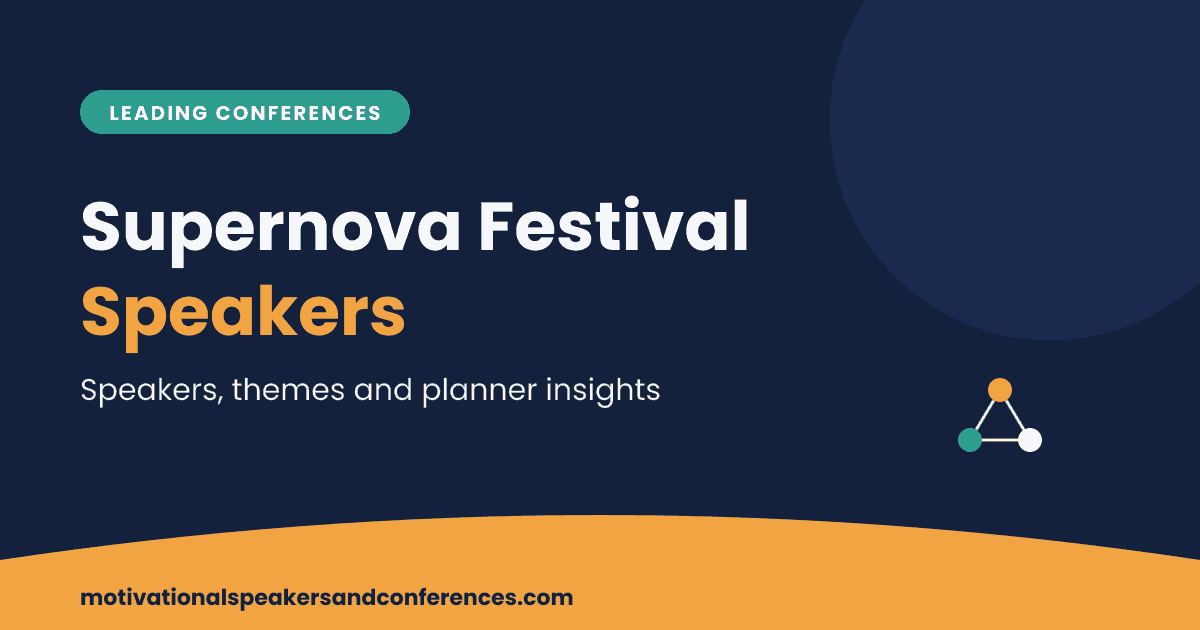 LEADING CONFERENCES
Supernova Festival
Speakers
Speakers, themes and planner insights
motivationalspeakersandconferences.com